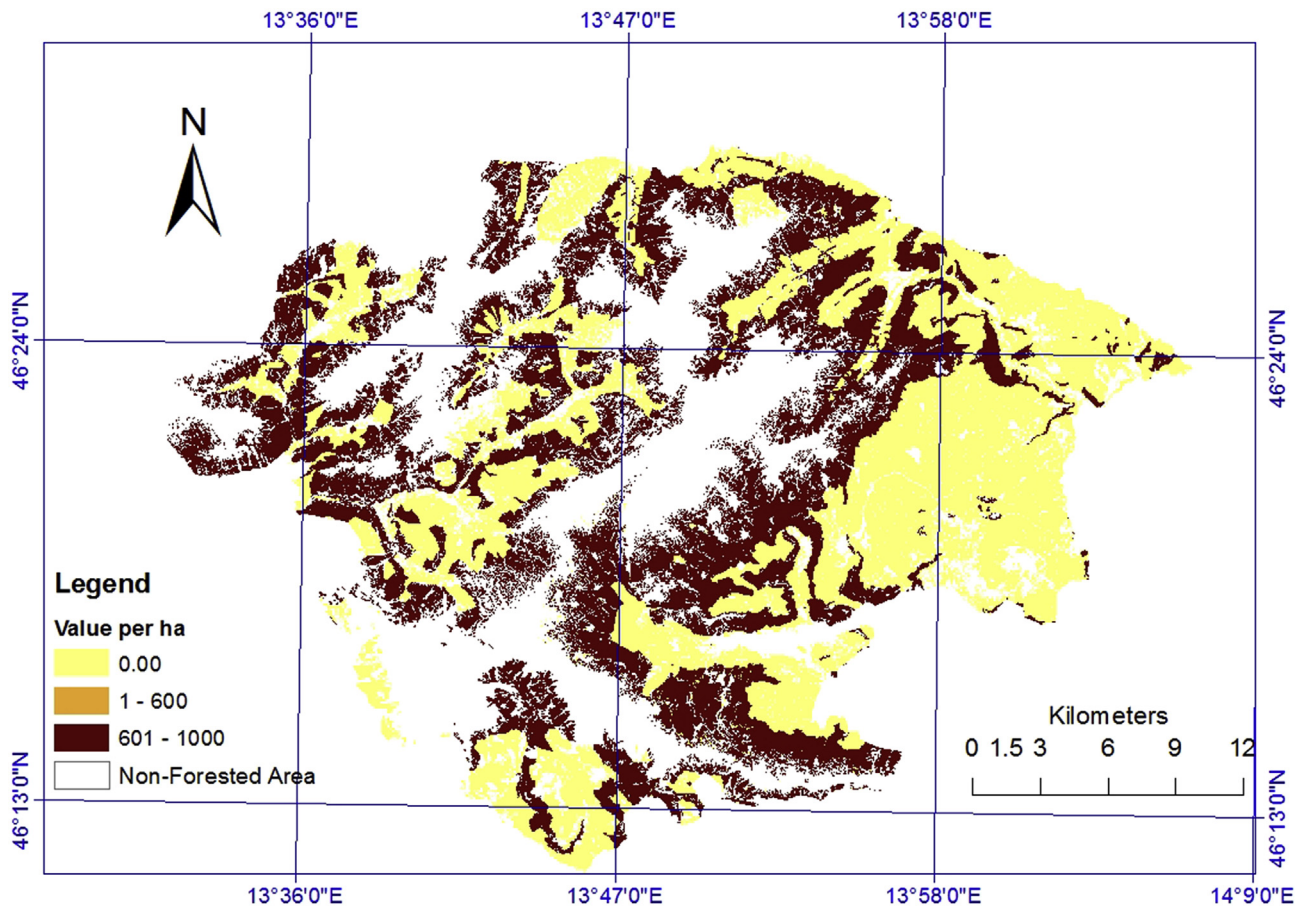 13°36'0"E 13°47'0"E 13°58'0"E
N
46°24'0"N
46°24'0"N
Legend
Value per ha
0.00
1 - 600
601 - 1000
Non-Forested Area
Kilometers
0 1.5 3 6 9 12
46°13'0"N
46°13'0"N
13°36'0"E 13°47'0"E 13°58'0"E 14°9'0"E